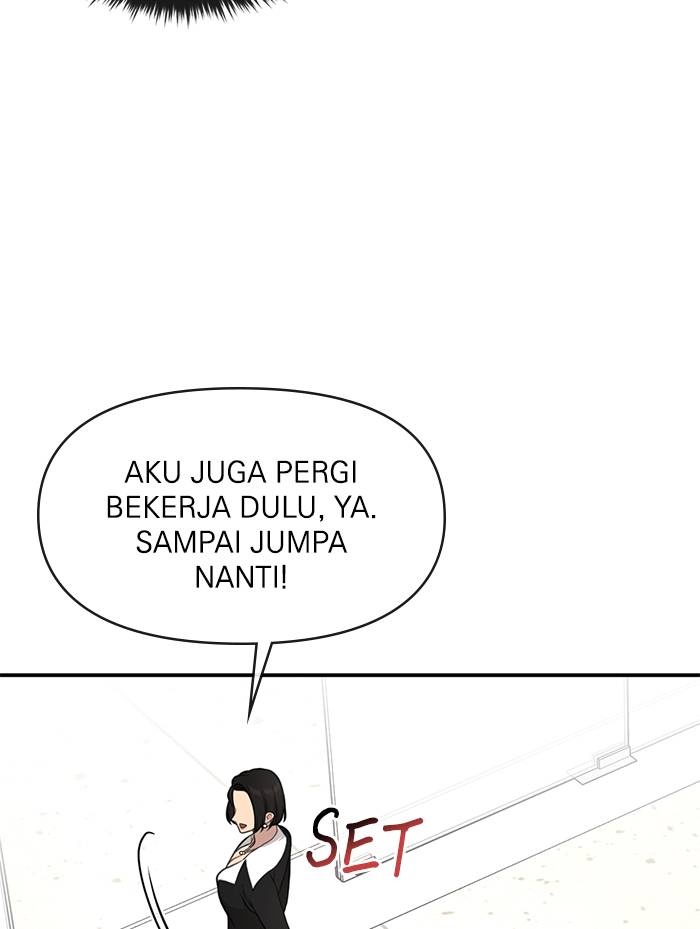 AKU JUGA PERGI
BEKERJA DULU, YA.
SAMPAI JUMPA
NANTI!
SET